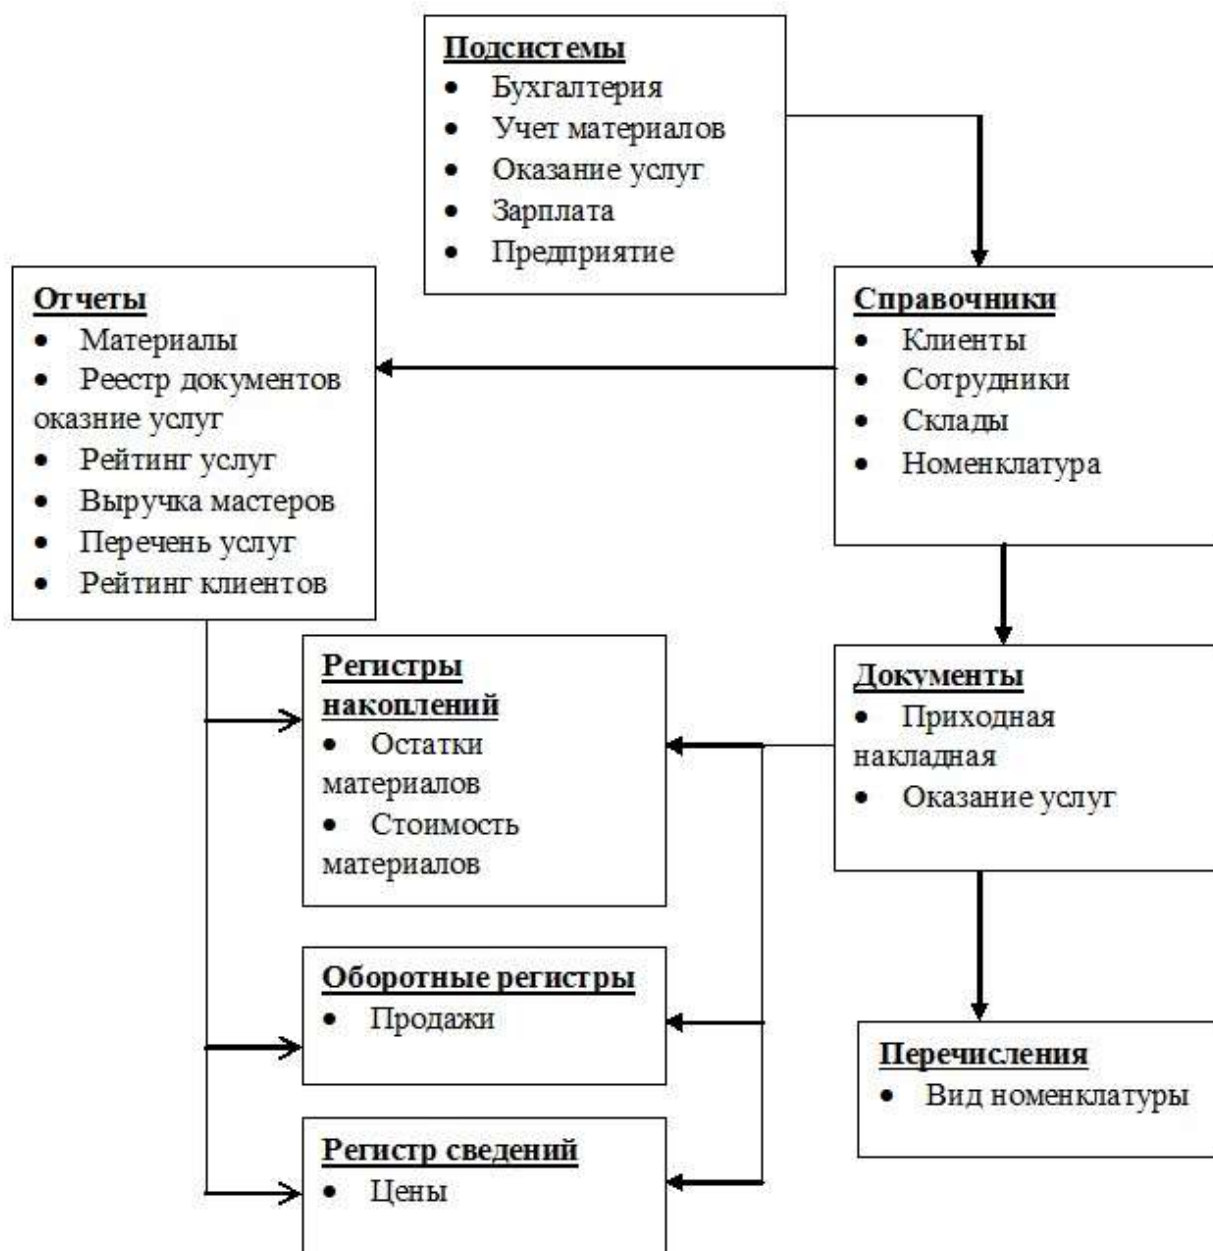 Подсистемы
• Бухгалтерия
• Учет материалов
• Оказание услуг
• Зарплата
• Предприятие
Отчеты
• Материалы
• Реестр документов
оказние услуг
• Рейтинг услуг
• Выручка мастеров
• Перечень услуг
• Рейтинг клиентов
Справочники
• Клиенты
• Сотрудники
• Склады
• Номенклатура
Регистры
накоплений
• Остатки
материалов
• Стоимость
материалов
Документы
• Приходная
накладная
• Оказание услуг
Оборотные регистры
• Продажи
Перечисления
• Вид номенклатуры
Регистр сведений
• Цены